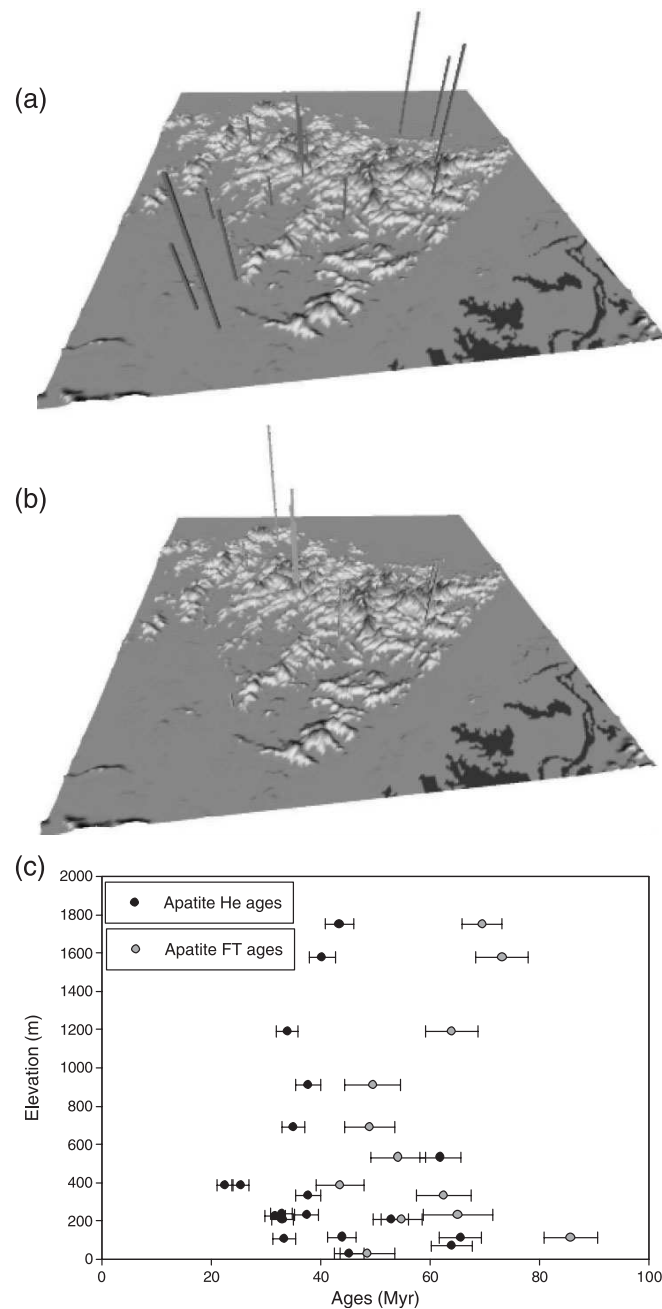 (a)
(b)
(c)
2000
1800
1600
1400
1200
1000
800
600
400
200
0
Elevation (m)
Apatite He ages
Apatite FT ages
0 20 40 60 80 100
Ages (Myr)